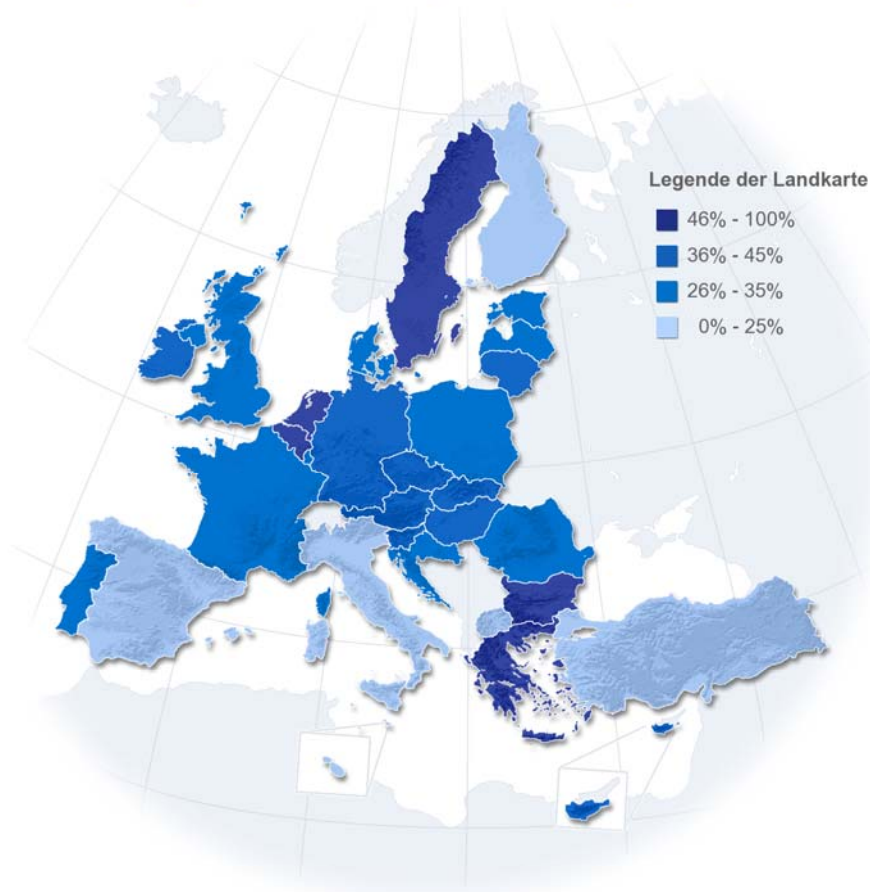 Legende der Landkarte
46% - 100%
36% - 45%
26% - 35%
0% - 25%